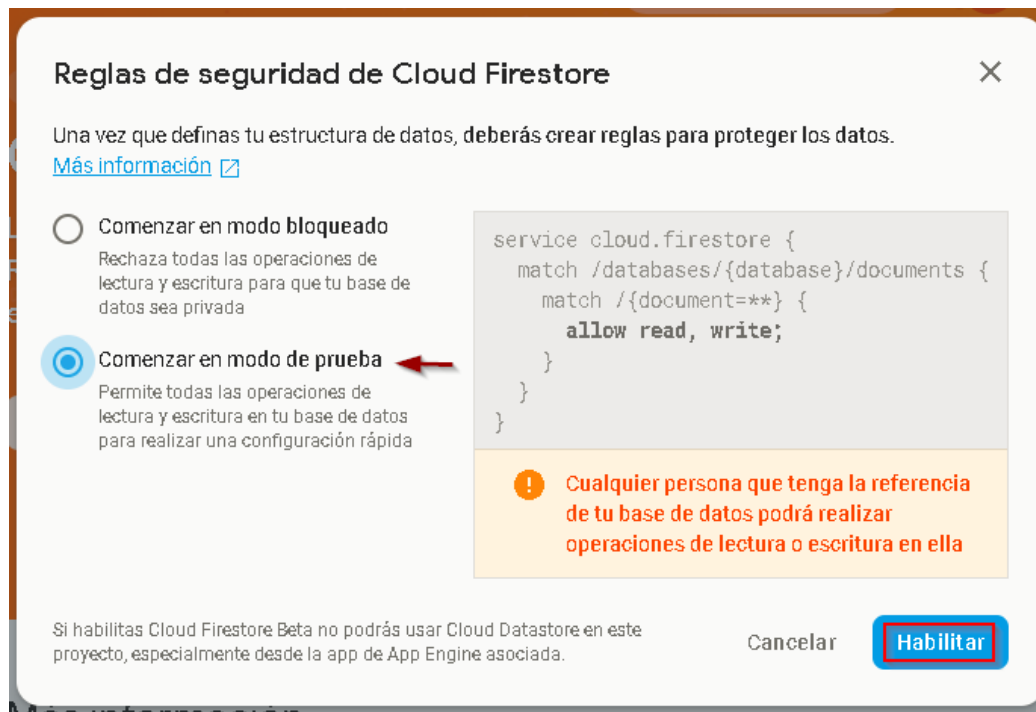 Reglas de seguridad de Cloud Firestore
Una vez que definas tu estructura de datos, deberás crear reglas para proteger los datos.
Más información
Comenzar en modo bloqueado
Rechaza todas las operaciones de
lectura y escritura para que tu base de
datos sea privada
Comenzar en modo de prueba
Permite todas las operaciones de
lectura y escritura en tu base de datos
para realizar una configuración rápida
service cloud.firestore {
match /databases/{database}/documents {
match /{document=**} {
allow read, write;
}
}
}
Cualquier persona que tenga la referencia
de tu base de datos podrá realizar
operaciones de lectura o escritura en ella
Si habilitas Cloud Firestore Beta no podrás usar Cloud Datastore en este
proyecto, especialmente desde la app de App Engine asociada.
Cancelar
Habilitar